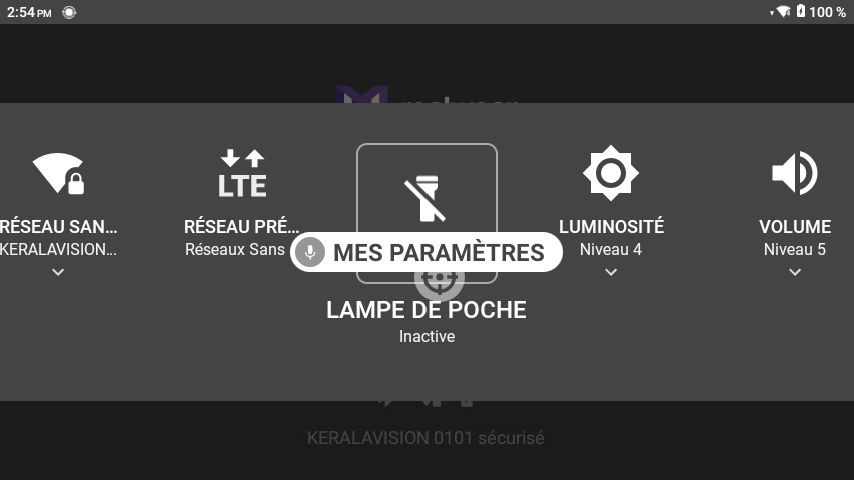 2:54 PM
100 %
LTE
RÉSEAU SAN…
RÉSEAU PRÉ…
LUMINOSITÉ
VOLUME
KERALAVISION…
Réseaux Sans
Niveau 4
Niveau 5
MES PARAMÈTRES
LAMPE DE POCHE
Inactive
KERALAVISION 0101 sécurisé